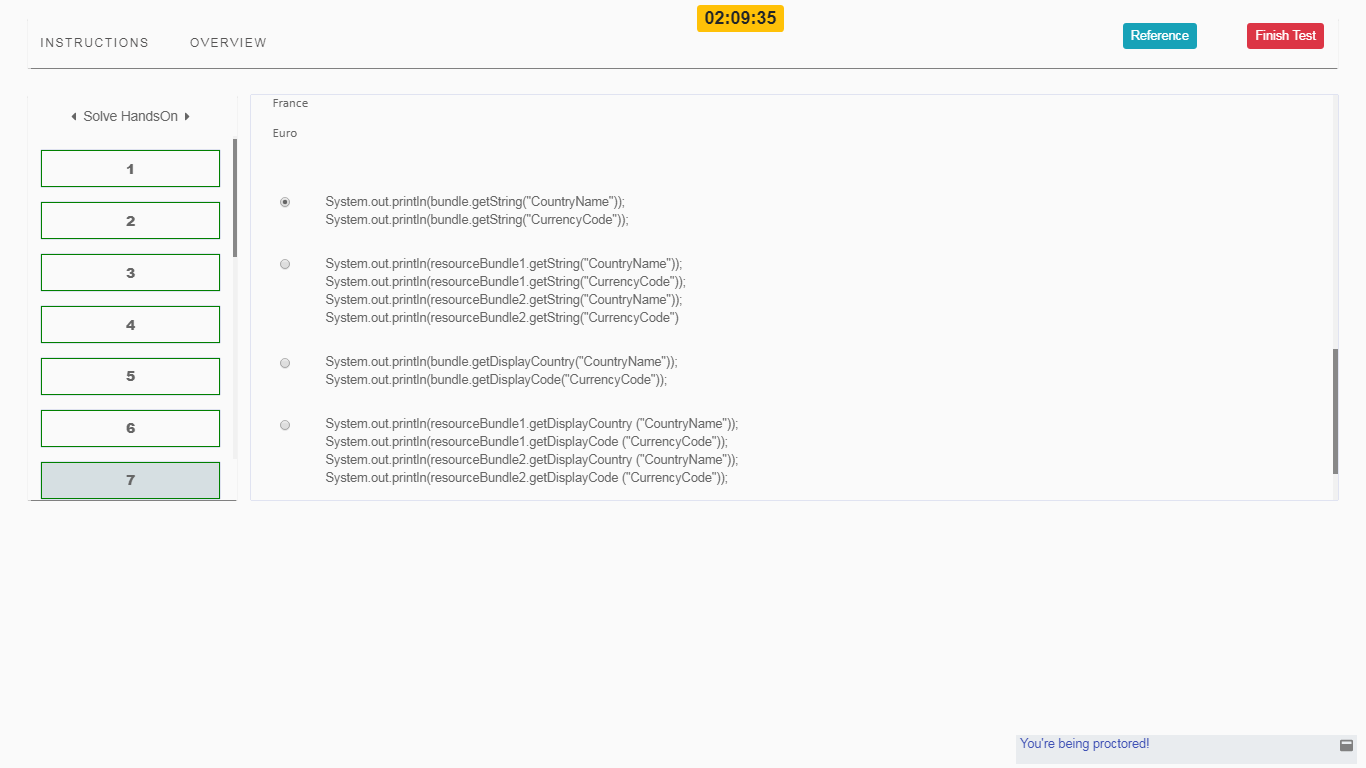 02:09:35
INSTRUCTIONS
OVERVIEW
Reference
Finish Test
Solve HandsOn
1
2
3
4
5
6
7
France
Euro
System.out.println(bundle.getString("CountryName"));
System.out.println(bundle.getString("CurrencyCode"));
System.out.println(resourceBundle1.getString("CountryName"));
System.out.println(resourceBundle1.getString("CurrencyCode"));
System.out.println(resourceBundle2.getString("CountryName"));
System.out.println(resourceBundle2.getString("CurrencyCode")
System.out.println(bundle.getDisplayCountry("CountryName"));
System.out.println(bundle.getDisplayCode("CurrencyCode"));
System.out.println(resourceBundle1.getDisplayCountry ("CountryName"));
System.out.println(resourceBundle1.getDisplayCode ("CurrencyCode"));
System.out.println(resourceBundle2.getDisplayCountry ("CountryName"));
System.out.println(resourceBundle2.getDisplayCode ("CurrencyCode"));
You're being proctored!